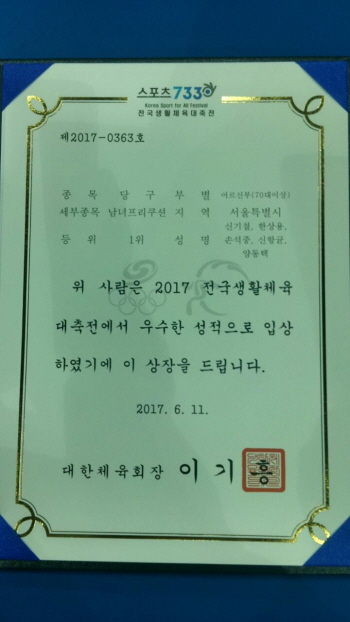 스포츠 7330
Korea Sport for All Festival
전국생활체육대축전
제2017-0363호
종목 당구 부별 어르신부(70대이상)
세부종목 남녀프리쿠션 지역 서울특별시
등위 1위 성명 신기철, 한상용,
손석중, 신학균,
양동택
위 사람은 2017 전국생활체육
대축전에서 우수한 성적으로 입상
하였기에 이 상장을 드립니다.
2017. 6. 11.
대한체육회장 이기흥